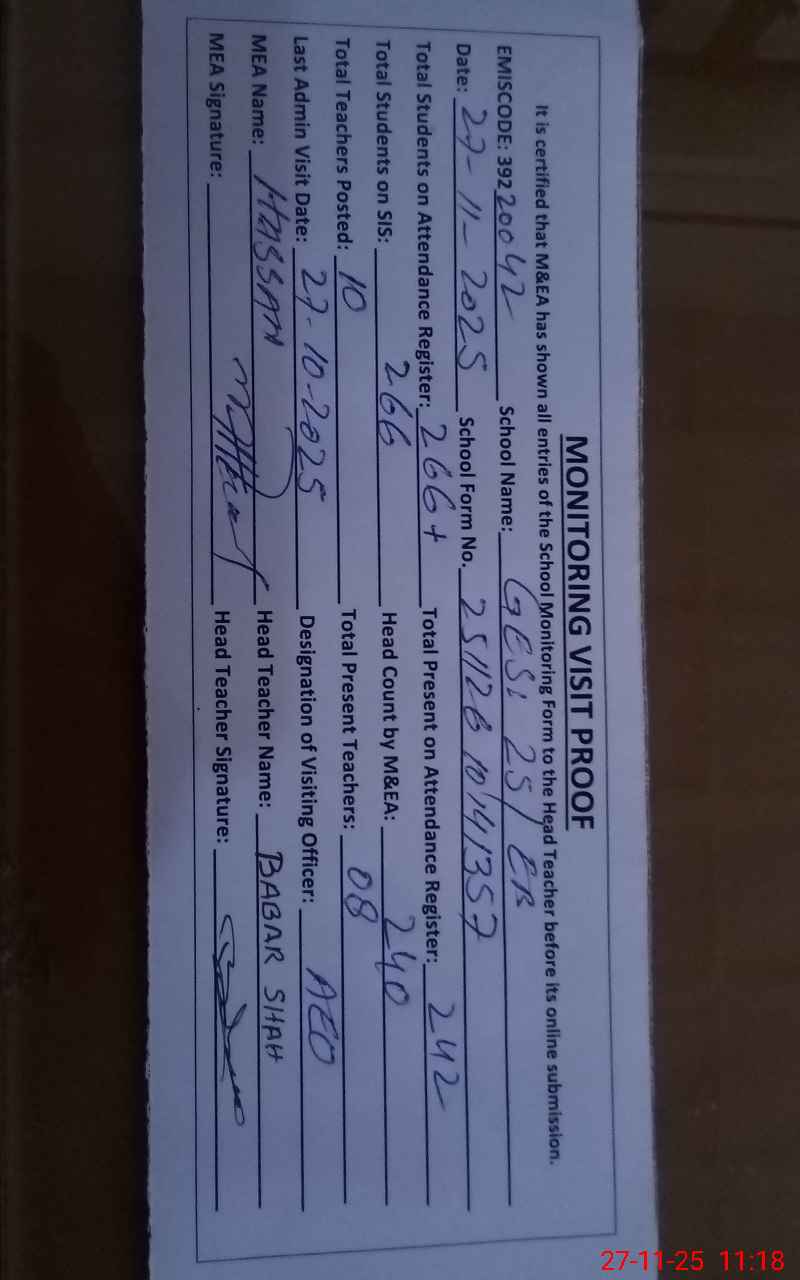 MONITORING VISIT PROOF
It is certified that M&EA has shown all entries of the School Monitoring Form to the Head Teacher before its online submission.
EMISCODE: 39220042 School Name: GES: 25/EB
Date: 27-11-2025 School Form No. 25112610141357
Total Students on Attendance Register: 266+ Total Present on Attendance Register: 242
Total Students on SIS: 266 Head Count by M&EA: 240
Total Teachers Posted: 10 Total Present Teachers: 08
Last Admin Visit Date: 27-10-2025 Designation of Visiting Officer: AEO
MEA Name: HASSAN Head Teacher Name: BABAR SHAH
MEA Signature: Head Teacher Signature:
27-11-25 11:18